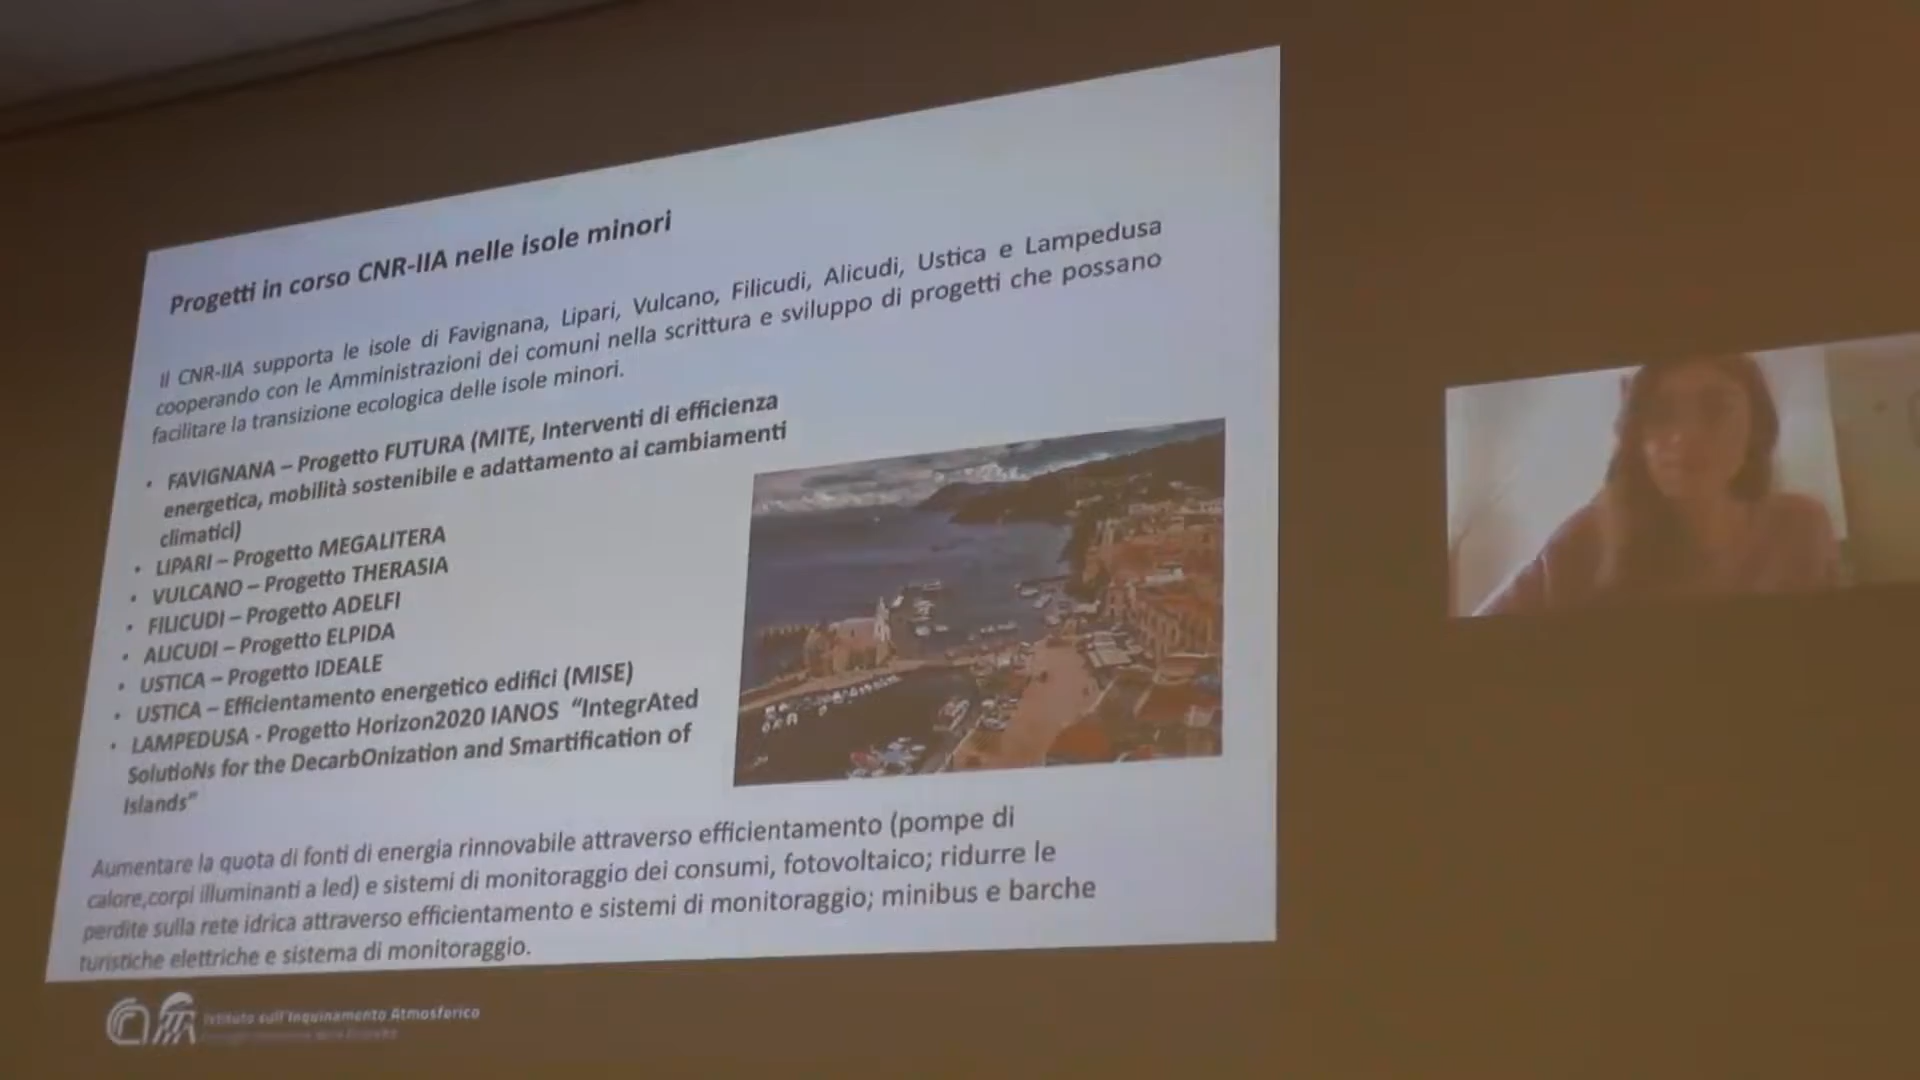 Progetti in corso CNR-IIA nelle isole minori
Il CNR-IIA supporta le isole di Favignana, Lipari, Vulcano, Filicudi, Alicudi, Ustica e Lampedusa
cooperando con le Amministrazioni dei comuni nella scrittura e sviluppo di progetti che possano
facilitare la transizione ecologica delle isole minori.
• FAVIGNANA – Progetto FUTURA (MITE, Interventi di efficienza
energetica, mobilità sostenibile e adattamento ai cambiamenti
climatici)
• LIPARI – Progetto MEGALITERA
• VULCANO – Progetto THERASIA
• FILICUDI – Progetto ADELFI
• ALICUDI – Progetto ELPIDA
• USTICA – Progetto IDEALE
• USTICA – Efficientamento energetico edifici (MISE)
• LAMPEDUSA - Progetto Horizon2020 IANOS “IntegrAted
SolutioNs for the DecarbOnization and Smartification of
Islands”
Aumentare la quota di fonti di energia rinnovabile attraverso efficientamento (pompe di
calore,corpi illuminanti a led) e sistemi di monitoraggio dei consumi, fotovoltaico; ridurre le
perdite sulla rete idrica attraverso efficientamento e sistemi di monitoraggio; minibus e barche
turistiche elettriche e sistema di monitoraggio.
Istituto sull'Inquinamento Atmosferico